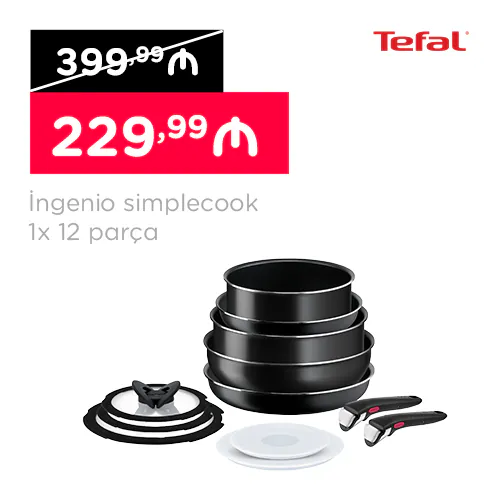 399,99 ₼
Tefal
229,99 ₼
İngenio simplecook
1x 12 parça